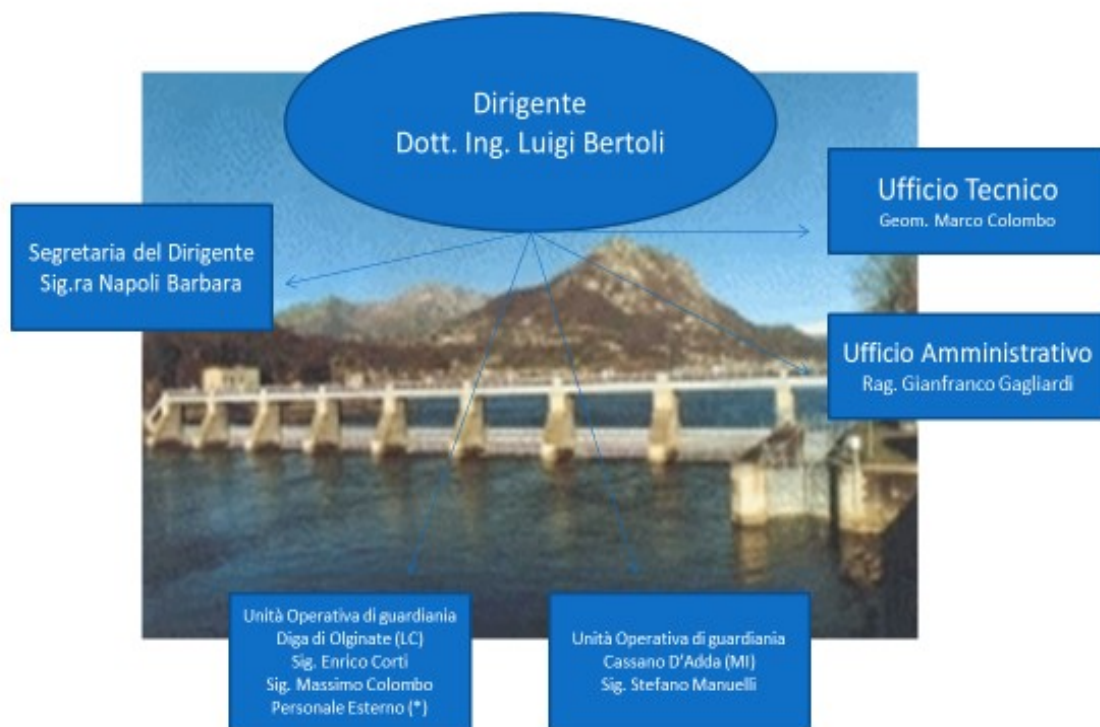 Dirigente
Dott. Ing. Luigi Bertoli
Ufficio Tecnico
Geom. Marco Colombo
Segretaria del Dirigente
Sig.ra Napoli Barbara
Ufficio Amministrativo
Rag. Gianfranco Gagliardi
Unità Operativa di guardiania
Diga di Olginate (LC)
Sig. Enrico Corti
Sig. Massimo Colombo
Personale Esterno (*)
Unità Operativa di guardiania
Cassano D'Adda (MI)
Sig. Stefano Manuelli